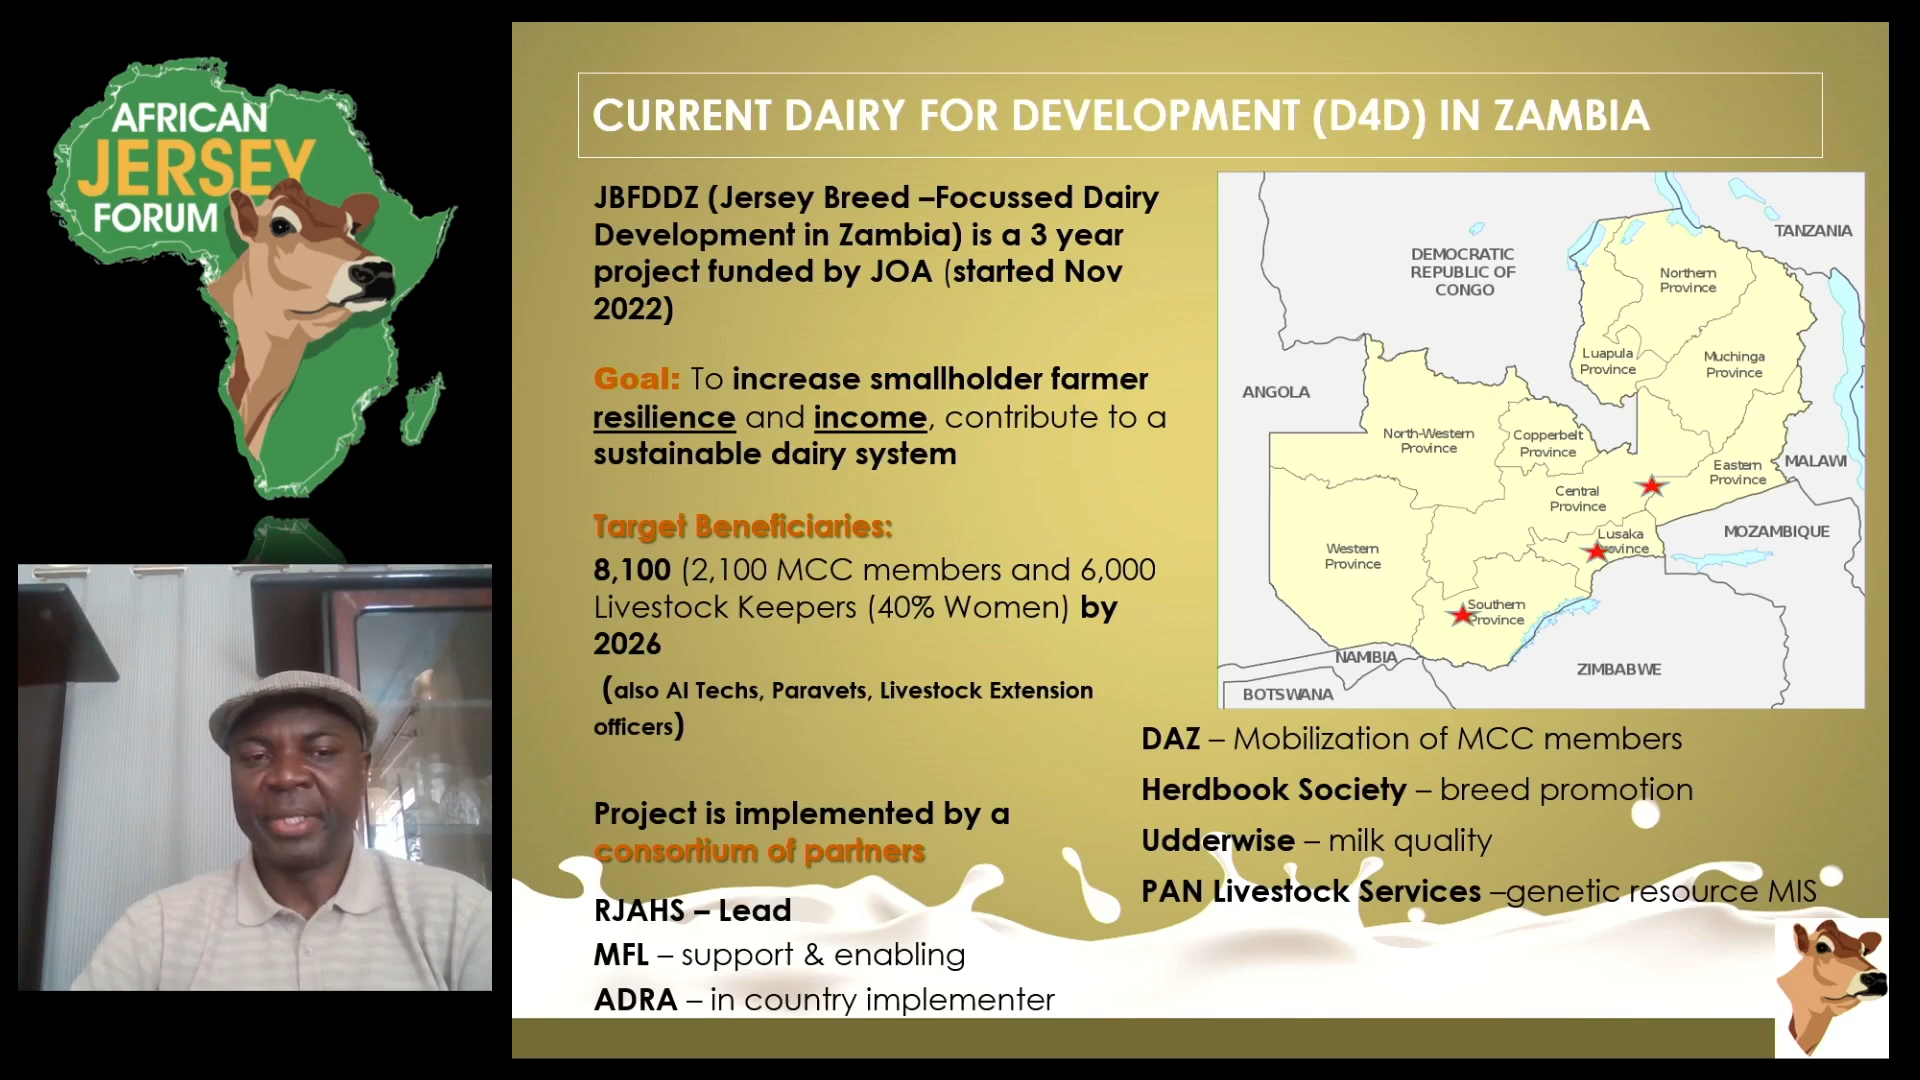 AFRICAN
JERSEY
FORUM
CURRENT DAIRY FOR DEVELOPMENT (D4D) IN ZAMBIA
JBFDDZ (Jersey Breed –Focussed Dairy
Development in Zambia) is a 3 year
project funded by JOA (started Nov
2022)
Goal: To increase smallholder farmer
resilience and income, contribute to a
sustainable dairy system
Target Beneficiaries:
8,100 (2,100 MCC members and 6,000
Livestock Keepers (40% Women) by
2026
(also AI Techs, Paravets, Livestock Extension
officers)
Project is implemented by a
consortium of partners
RJAHS – Lead
MFL – support & enabling
ADRA – in country implementer
TANZANIA
DEMOCRATIC
REPUBLIC OF
CONGO
Northern
Province
Luapula
Province
Muchinga
Province
ANGOLA
North-Western
Province
Copperbelt
Province
Eastern
Province
MALAWI
Central
Province
MOZAMBIQUE
Lusaka
ovince
Western
Province
Southern
Province
NAMIBIA
ZIMBABWE
BOTSWANA
DAZ – Mobilization of MCC members
Herdbook Society – breed promotion
Udderwise – milk quality
PAN Livestock Services –genetic resource MIS